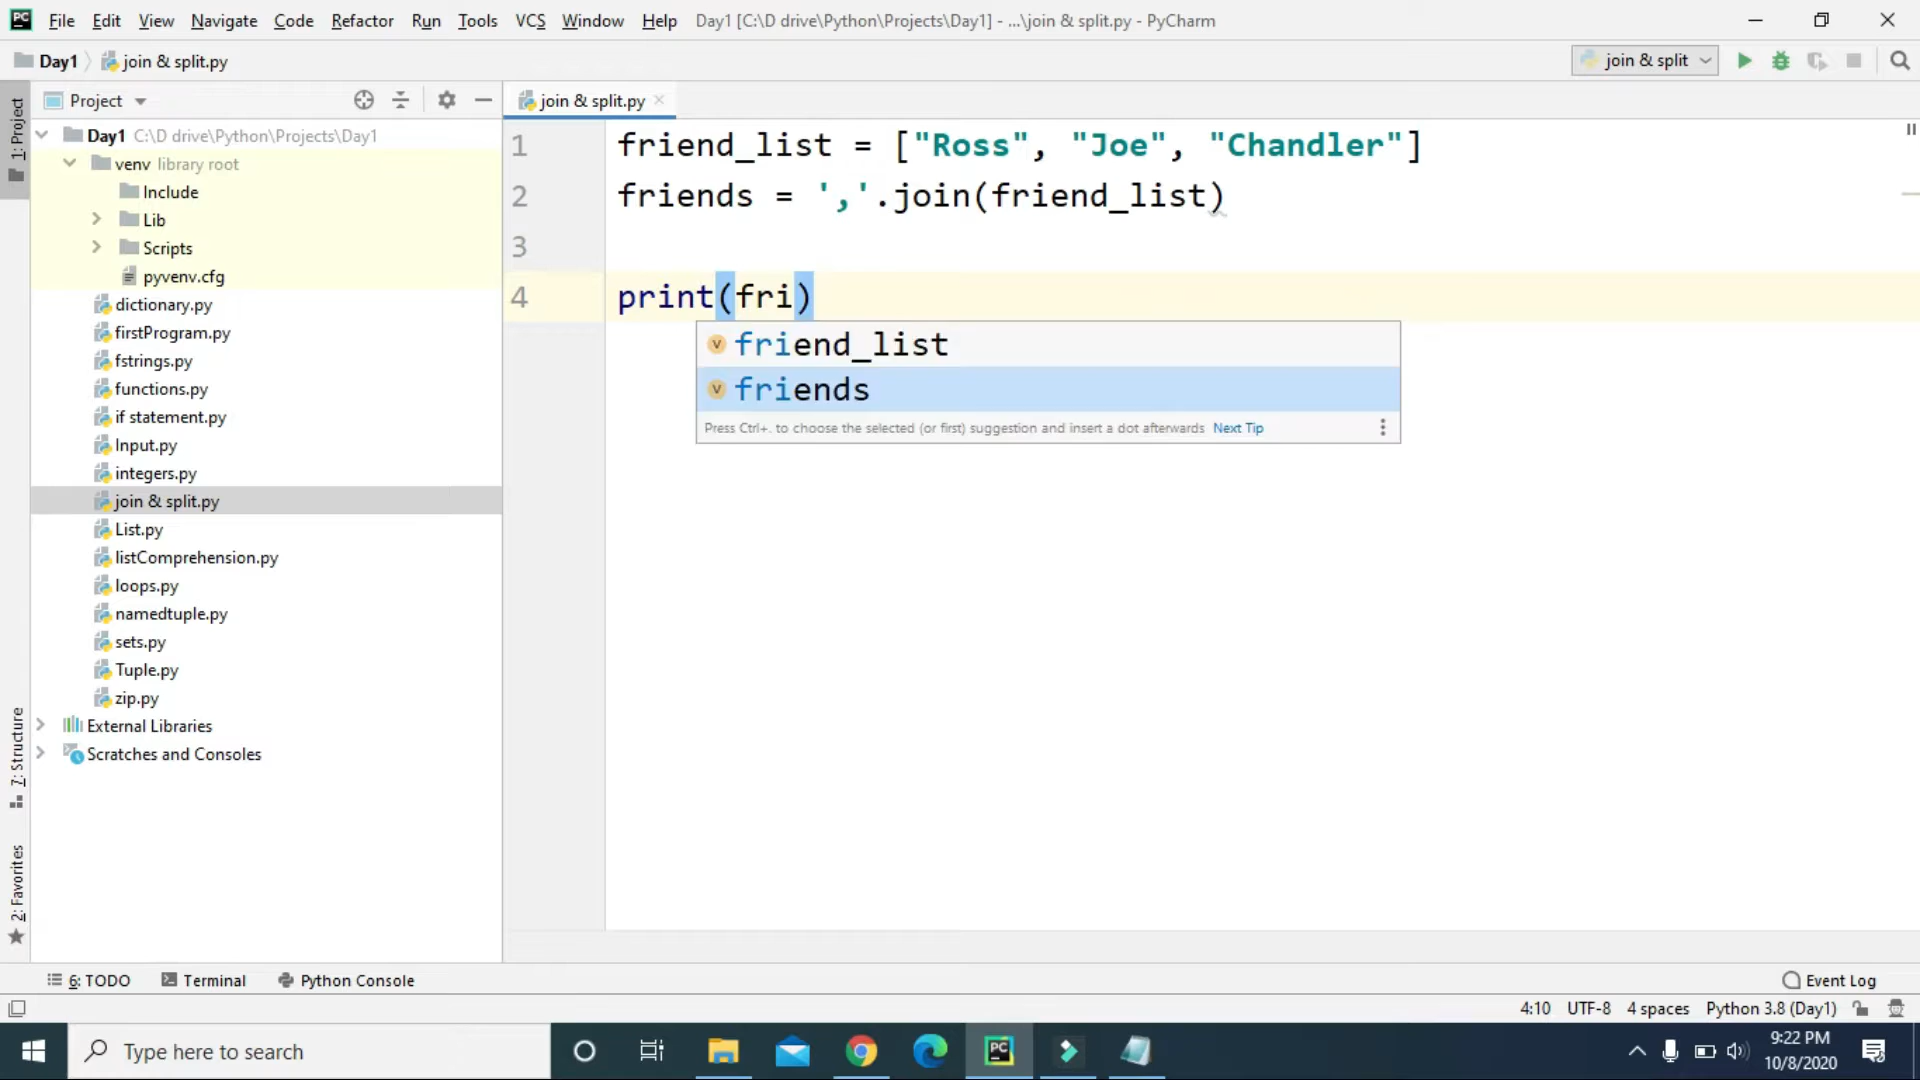 PC File Edit View Navigate Code Refactor Run Tools VCS Window Help Day1 [C:\D drive\Python\Projects\Day1] - ...\join & split.py - PyCharm
Day1 join & split.py join & split
1: Project
Project
join & split.py
Day1 C:\D drive\Python\Projects\Day1
venv library root
Include
Lib
Scripts
pyvenv.cfg
dictionary.py
firstProgram.py
fstrings.py
functions.py
if statement.py
Input.py
integers.py
join & split.py
List.py
listComprehension.py
loops.py
namedtuple.py
sets.py
Tuple.py
zip.py
External Libraries
Scratches and Consoles
1 friend_list = ["Ross", "Joe", "Chandler"]
2 friends = ','.join(friend_list)
3
4 print(fri)
v friend_list
v friends
Press Ctrl+. to choose the selected (or first) suggestion and insert a dot afterwards Next Tip
7: Structure
2: Favorites
6: TODO Terminal Python Console Event Log
4:10 UTF-8 4 spaces Python 3.8 (Day1)
Type here to search
PC
9:22 PM
10/8/2020